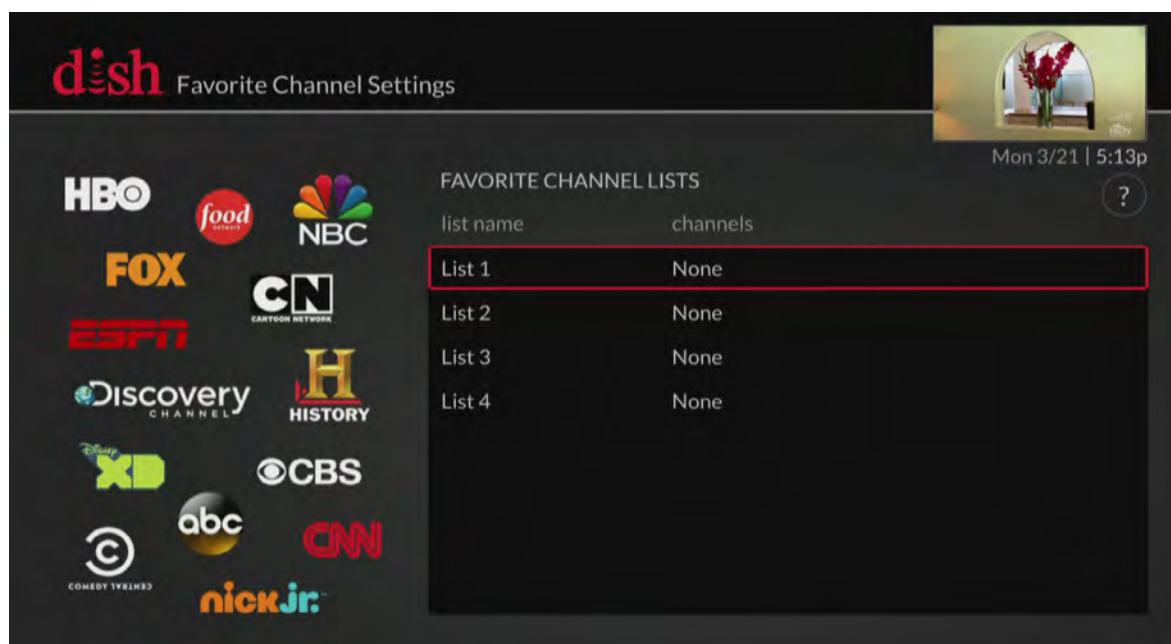 dish Favorite Channel Settings
HGTV
Mon 3/21 | 5:13p
?
FAVORITE CHANNEL LISTS
list name channels
List 1 None
List 2 None
List 3 None
List 4 None
HBO
food
NETWORK
NBC
FOX
CN
CARTOON NETWORK
ESPN
Discovery
CHANNEL
H
HISTORY
Disney
XD
CBS
abc
CNN
COMEDY CENTRAL
nick jr.